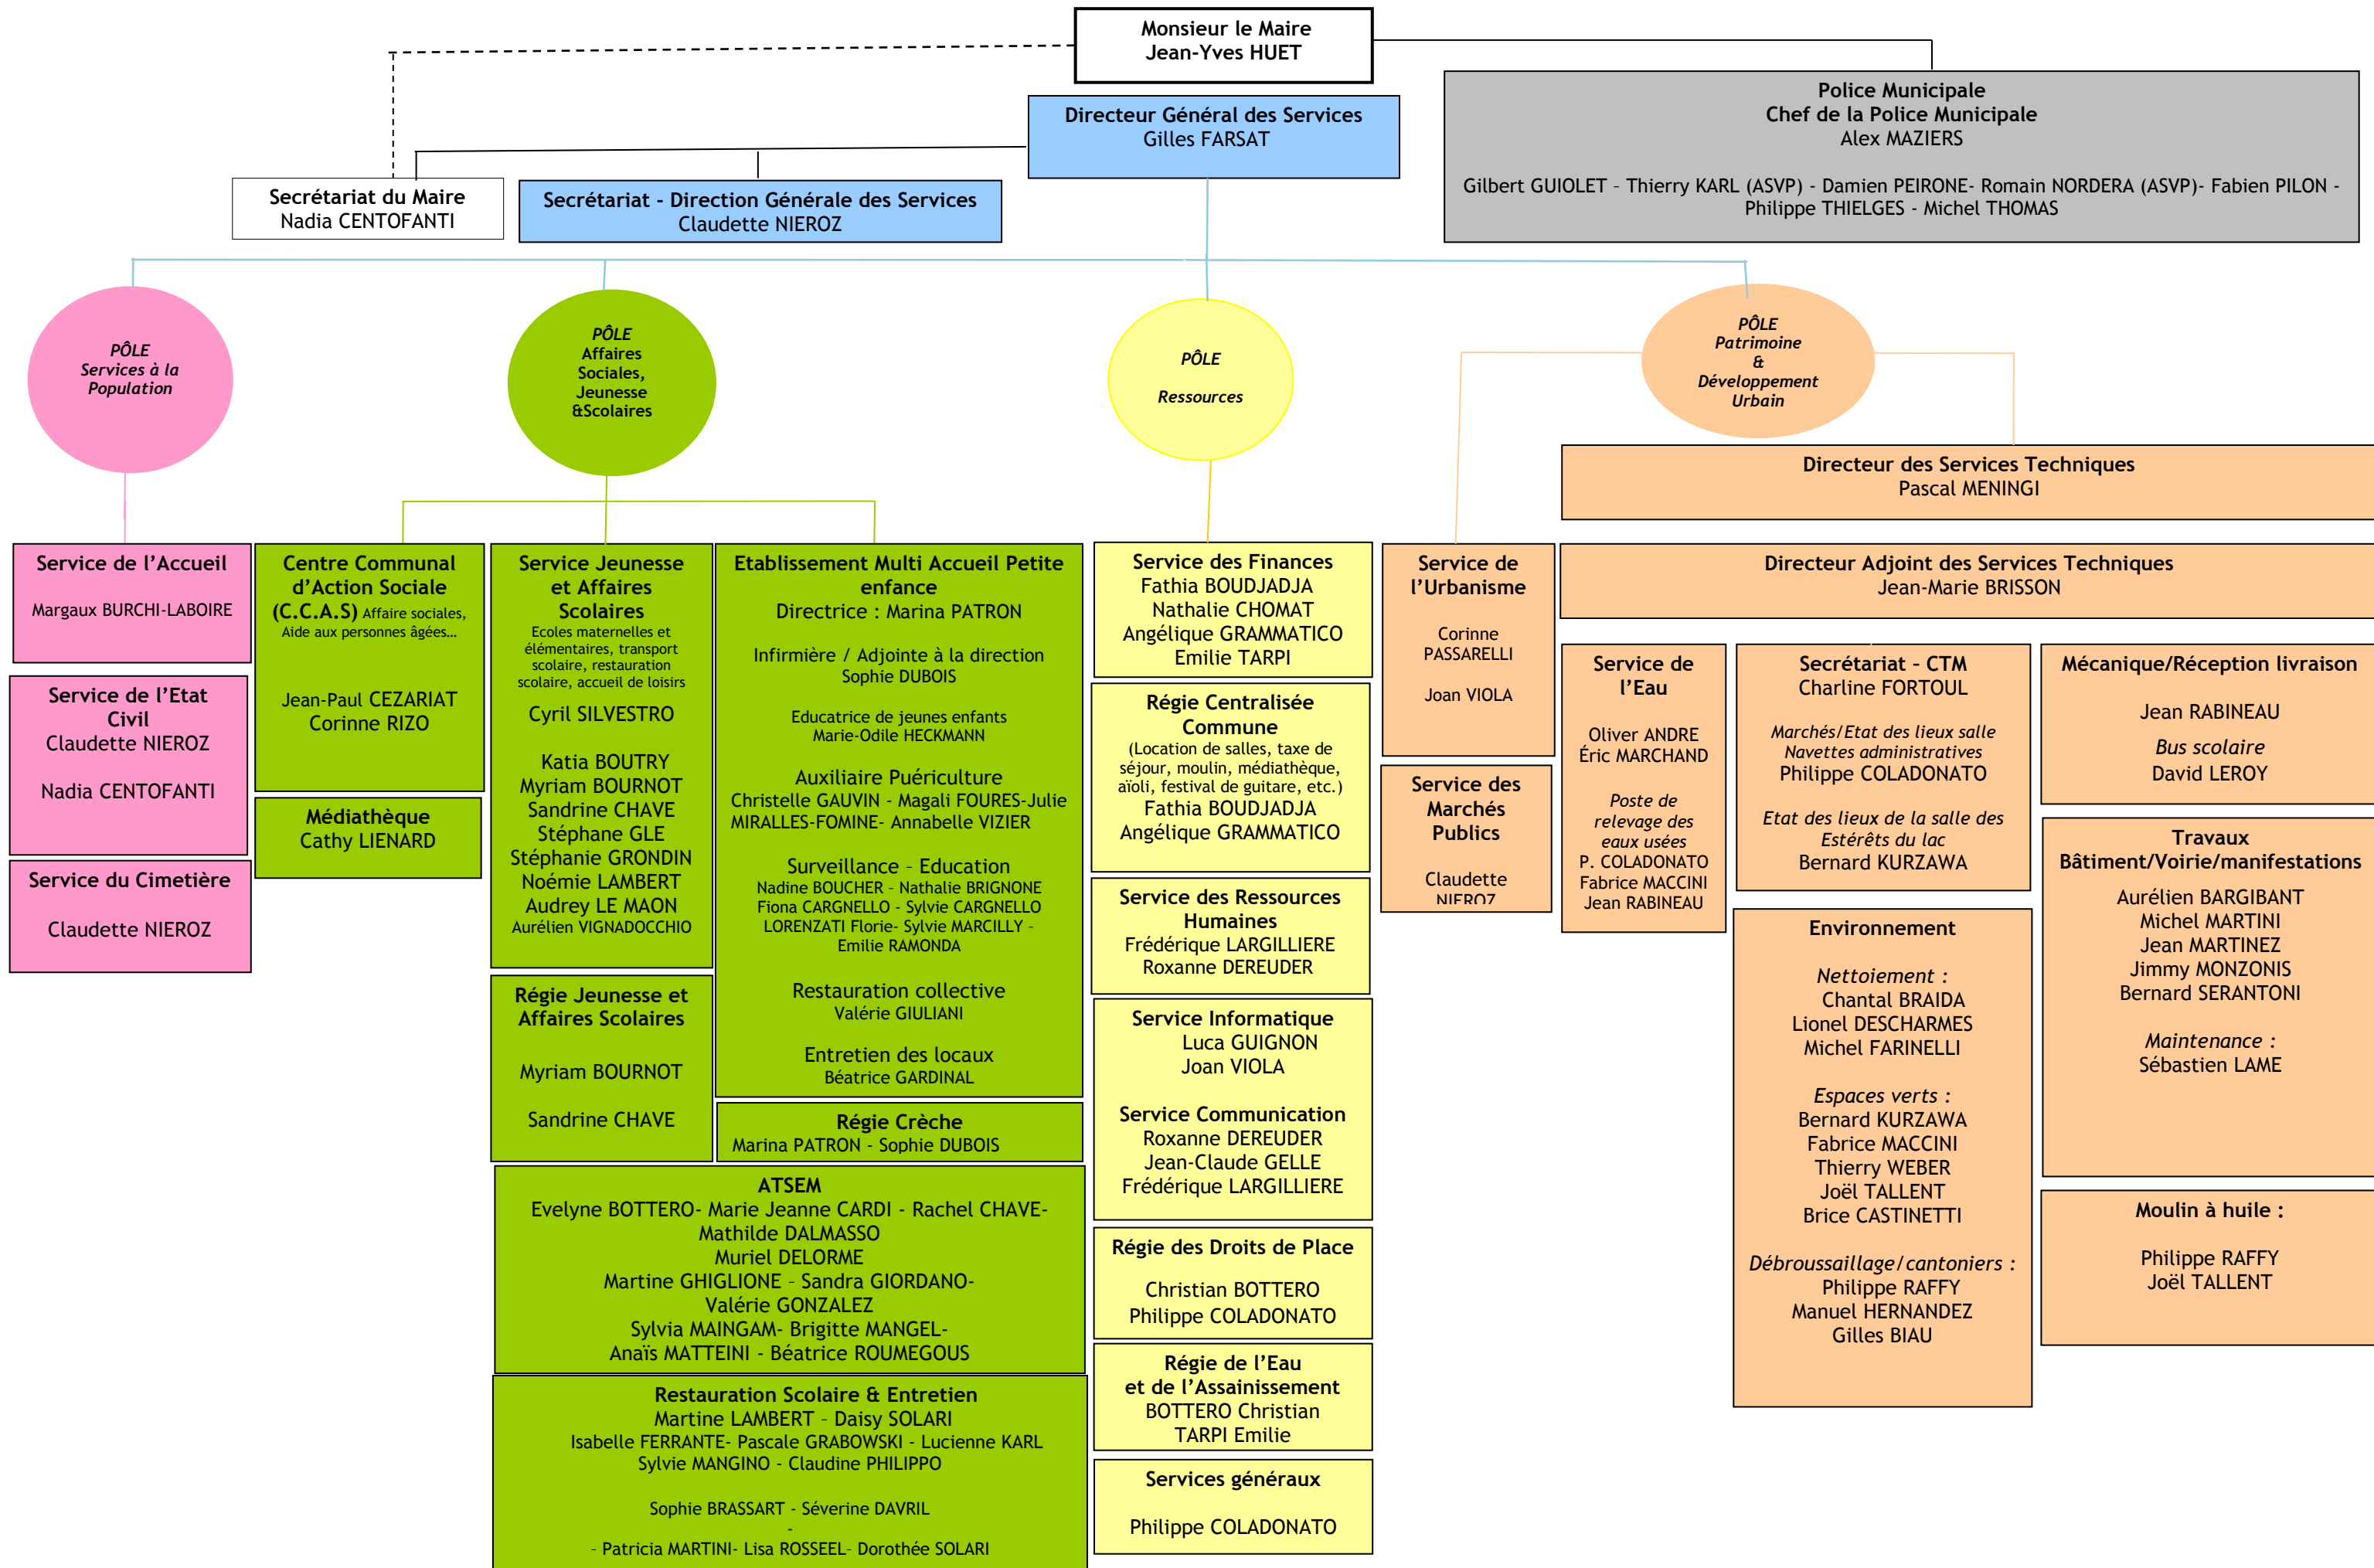 Monsieur le Maire
Jean-Yves HUET
Directeur Général des Services
Gilles FARSAT
Police Municipale
Chef de la Police Municipale
Alex MAZIERS
Gilbert GUIOLET – Thierry KARL (ASVP) - Damien PEIRONE- Romain NORDERA (ASVP)- Fabien PILON -
Philippe THIELGES - Michel THOMAS
Secrétariat du Maire
Nadia CENTOFANTI
Secrétariat - Direction Générale des Services
Claudette NIEROZ
PÔLE
Services à la
Population
PÔLE
Affaires
Sociales,
Jeunesse
&Scolaires
PÔLE
Ressources
PÔLE
Patrimoine
&
Développement
Urbain
Directeur des Services Techniques
Pascal MENINGI
Directeur Adjoint des Services Techniques
Jean-Marie BRISSON
Service de l’Accueil
Margaux BURCHI-LABOIRE
Service de l’Etat
Civil
Claudette NIEROZ
Nadia CENTOFANTI
Service du Cimetière
Claudette NIEROZ
Centre Communal
d’Action Sociale
(C.C.A.S) Affaire sociales,
Aide aux personnes âgées…
Jean-Paul CEZARIAT
Corinne RIZO
Médiathèque
Cathy LIENARD
Service Jeunesse
et Affaires
Scolaires
Ecoles maternelles et
élémentaires, transport
scolaire, restauration
scolaire, accueil de loisirs
Cyril SILVESTRO
Katia BOUTRY
Myriam BOURNOT
Sandrine CHAVE
Stéphane GLE
Stéphanie GRONDIN
Noémie LAMBERT
Audrey LE MAON
Aurélien VIGNADOCCHIO
Régie Jeunesse et
Affaires Scolaires
Myriam BOURNOT
Sandrine CHAVE
Etablissement Multi Accueil Petite
enfance
Directrice : Marina PATRON
Infirmière / Adjointe à la direction
Sophie DUBOIS
Educatrice de jeunes enfants
Marie-Odile HECKMANN
Auxiliaire Puériculture
Christelle GAUVIN - Magali FOURES-Julie
MIRALLES-FOMINE- Annabelle VIZIER
Surveillance – Education
Nadine BOUCHER – Nathalie BRIGNONE
Fiona CARGNELLO - Sylvie CARGNELLO
LORENZATI Florie- Sylvie MARCILLY –
Emilie RAMONDA
Restauration collective
Valérie GIULIANI
Entretien des locaux
Béatrice GARDINAL
Régie Crèche
Marina PATRON - Sophie DUBOIS
ATSEM
Evelyne BOTTERO- Marie Jeanne CARDI - Rachel CHAVE-
Mathilde DALMASSO
Muriel DELORME
Martine GHIGLIONE – Sandra GIORDANO-
Valérie GONZALEZ
Sylvia MAINGAM- Brigitte MANGEL-
Anaïs MATTEINI - Béatrice ROUMEGOUS
Restauration Scolaire & Entretien
Martine LAMBERT – Daisy SOLARI
Isabelle FERRANTE- Pascale GRABOWSKI - Lucienne KARL
Sylvie MANGINO - Claudine PHILIPPO
Sophie BRASSART - Séverine DAVRIL
-
– Patricia MARTINI- Lisa ROSSEEL– Dorothée SOLARI
Service des Finances
Fathia BOUDJADJA
Nathalie CHOMAT
Angélique GRAMMATICO
Emilie TARPI
Régie Centralisée
Commune
(Location de salles, taxe de
séjour, moulin, médiathèque,
aïoli, festival de guitare, etc.)
Fathia BOUDJADJA
Angélique GRAMMATICO
Service des Ressources
Humaines
Frédérique LARGILLIERE
Roxanne DEREUDER
Service Informatique
Luca GUIGNON
Joan VIOLA
Service Communication
Roxanne DEREUDER
Jean-Claude GELLE
Frédérique LARGILLIERE
Régie des Droits de Place
Christian BOTTERO
Philippe COLADONATO
Régie de l’Eau
et de l’Assainissement
BOTTERO Christian
TARPI Emilie
Services généraux
Philippe COLADONATO
Service de
l’Urbanisme
Corinne
PASSARELLI
Joan VIOLA
Service des
Marchés
Publics
Claudette
NIEROZ
Service de
l’Eau
Oliver ANDRE
Éric MARCHAND
Poste de
relevage des
eaux usées
P. COLADONATO
Fabrice MACCINI
Jean RABINEAU
Secrétariat – CTM
Charline FORTOUL
Marchés/Etat des lieux salle
Navettes administratives
Philippe COLADONATO
Etat des lieux de la salle des
Estérêts du lac
Bernard KURZAWA
Environnement
Nettoiement :
Chantal BRAIDA
Lionel DESCHARMES
Michel FARINELLI
Espaces verts :
Bernard KURZAWA
Fabrice MACCINI
Thierry WEBER
Joël TALLENT
Brice CASTINETTI
Débroussaillage/cantoniers :
Philippe RAFFY
Manuel HERNANDEZ
Gilles BIAU
Mécanique/Réception livraison
Jean RABINEAU
Bus scolaire
David LEROY
Travaux
Bâtiment/Voirie/manifestations
Aurélien BARGIBANT
Michel MARTINI
Jean MARTINEZ
Jimmy MONZONIS
Bernard SERANTONI
Maintenance :
Sébastien LAME
Moulin à huile :
Philippe RAFFY
Joël TALLENT